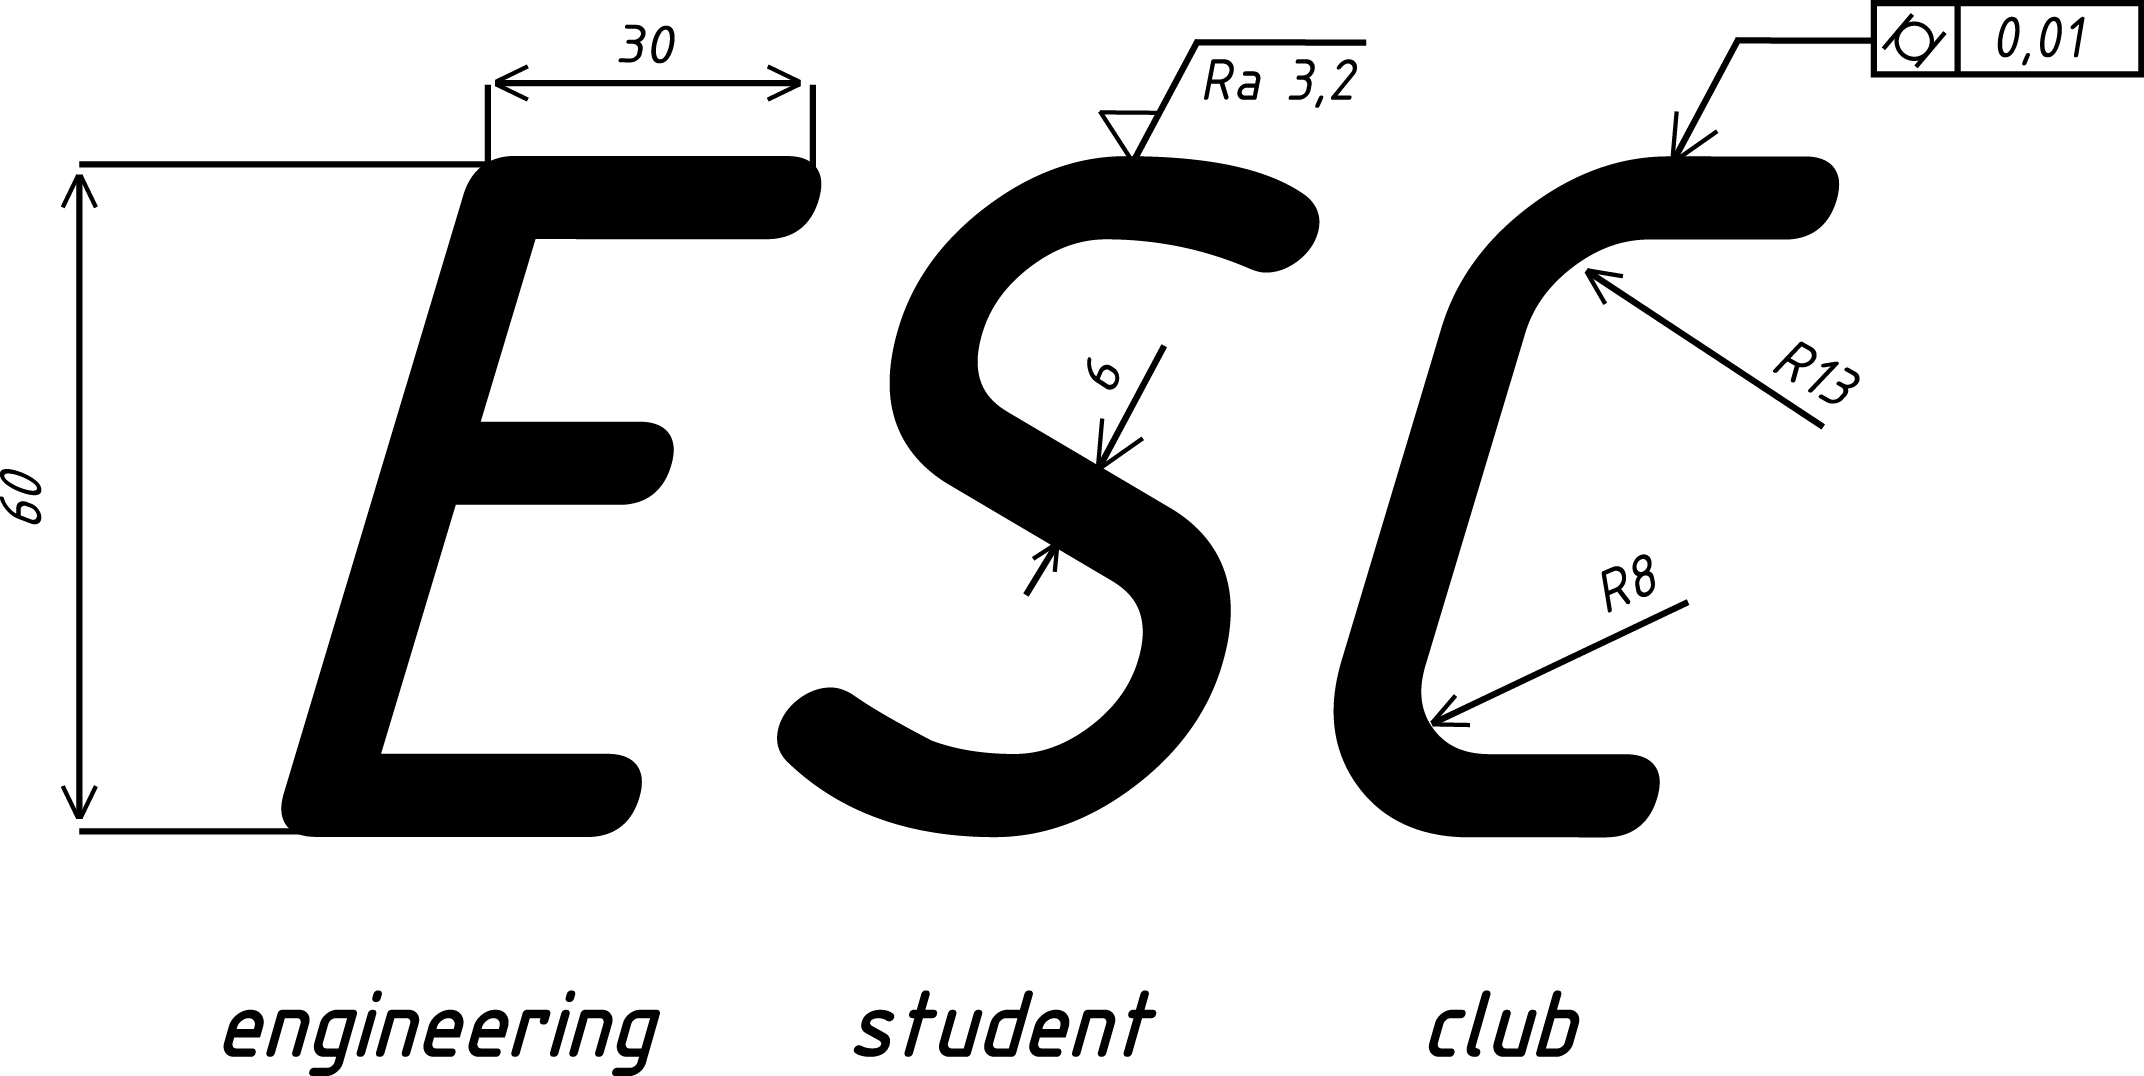 30
Ra 3,2
0,01
60
6
R13
R8
ESC
engineering student club